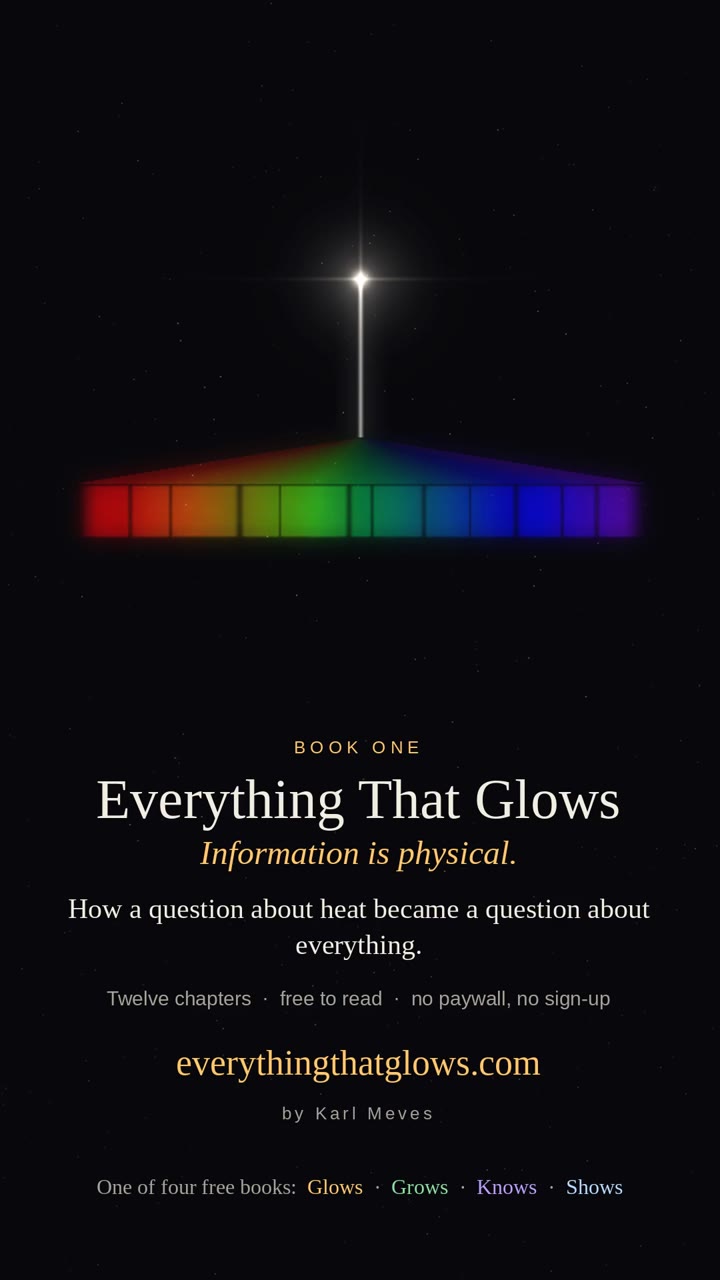 BOOK ONE
Everything That Glows
Information is physical.
How a question about heat became a question about
everything.
Twelve chapters · free to read · no paywall, no sign-up
everythingthatglows.com
by Karl Meves
One of four free books: Glows · Grows · Knows · Shows